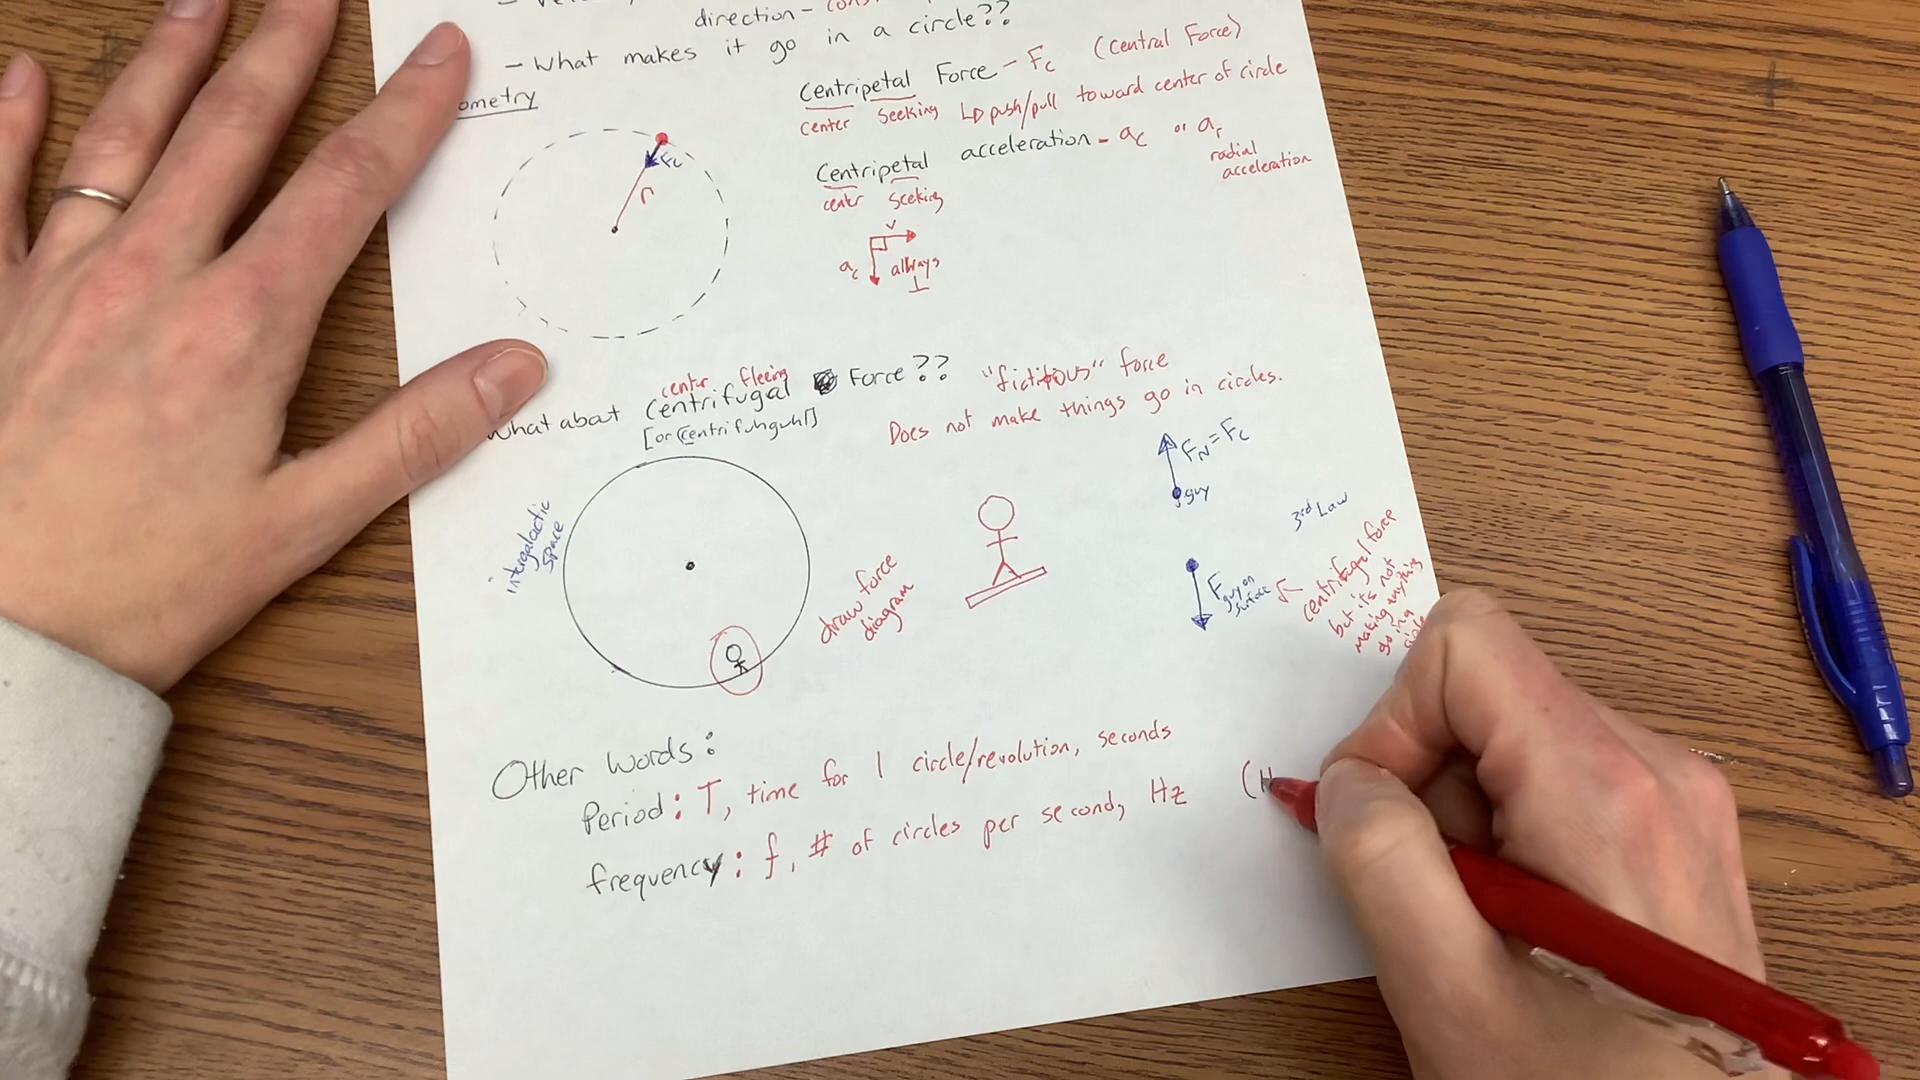 direction-
- What makes it go in a circle??
ometry
Centripetal Force - Fc (Central Force)
center seeking push/pull toward center of circle
Centripetal acceleration - ac or ar
center seeking
radial
acceleration
Fc
r
v
ac
always
⊥
center fleeing
What about Centrifugal Force?? "fictitious" force
[or Centrifuhguhl]
Does not make things go in circles.
intergalactic
space
draw force
diagram
FN = Fc
guy
3rd Law
F guy on
surface
centrifugal force
but its not
making anything
go in a
Other Words:
Period: T, time for 1 circle/revolution, seconds
frequency: f, # of circles per second, Hz (H